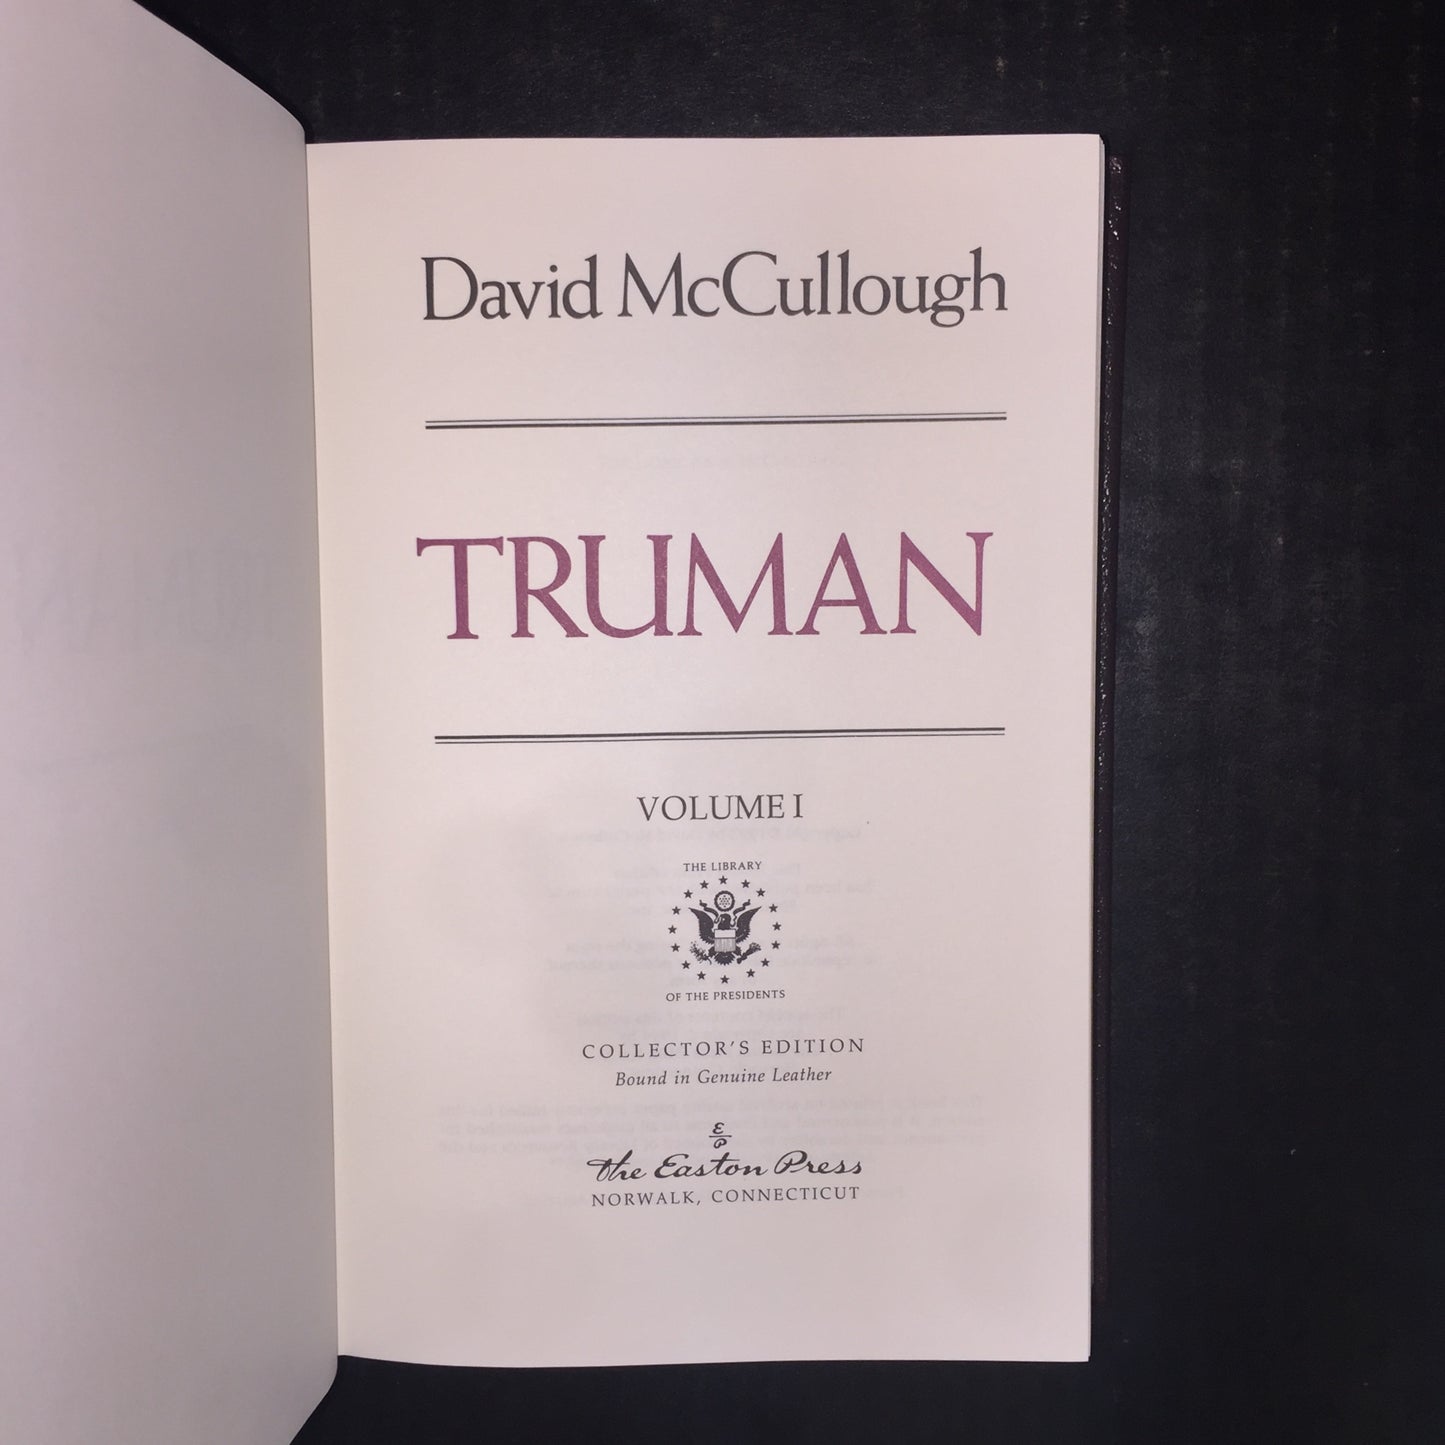 David McCullough
TRUMAN
VOLUME I
THE LIBRARY
OF THE PRESIDENTS
COLLECTOR'S EDITION
Bound in Genuine Leather
E
P
The Easton Press
NORWALK, CONNECTICUT